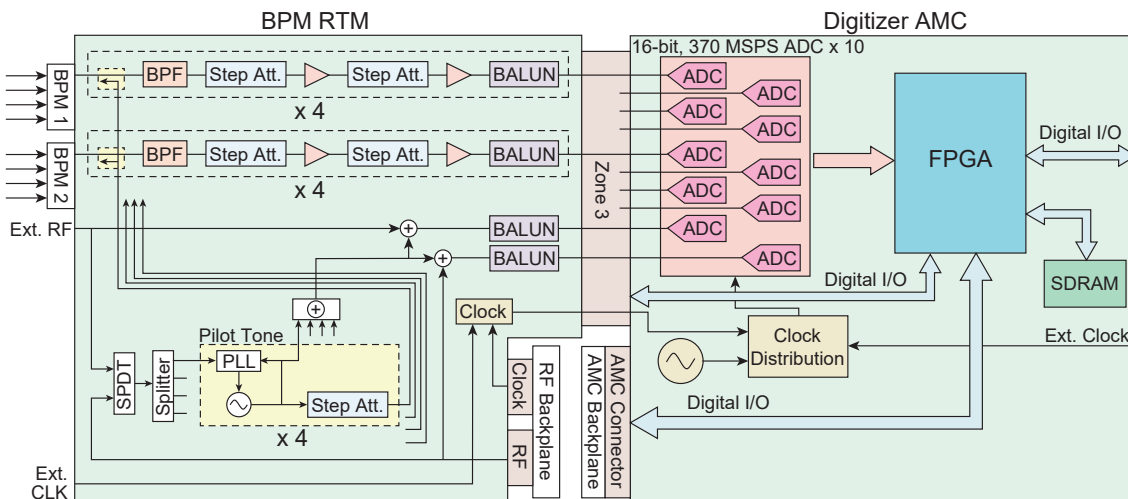 BPM RTM
Digitizer AMC
16-bit, 370 MSPS ADC x 10
BPM 1
BPF
Step Att.
Step Att.
BALUN
x 4
BPM 2
BPF
Step Att.
Step Att.
BALUN
x 4
Ext. RF
BALUN
BALUN
Zone 3
ADC
ADC
ADC
ADC
ADC
ADC
ADC
ADC
ADC
ADC
FPGA
Digital I/O
SDRAM
Digital I/O
Pilot Tone
Clock
PLL
Step Att.
x 4
SPDT
Splitter
Clock
RF
RF Backplane
AMC Backplane
AMC Connector
Clock
Distribution
Ext. Clock
Digital I/O
Ext.
CLK